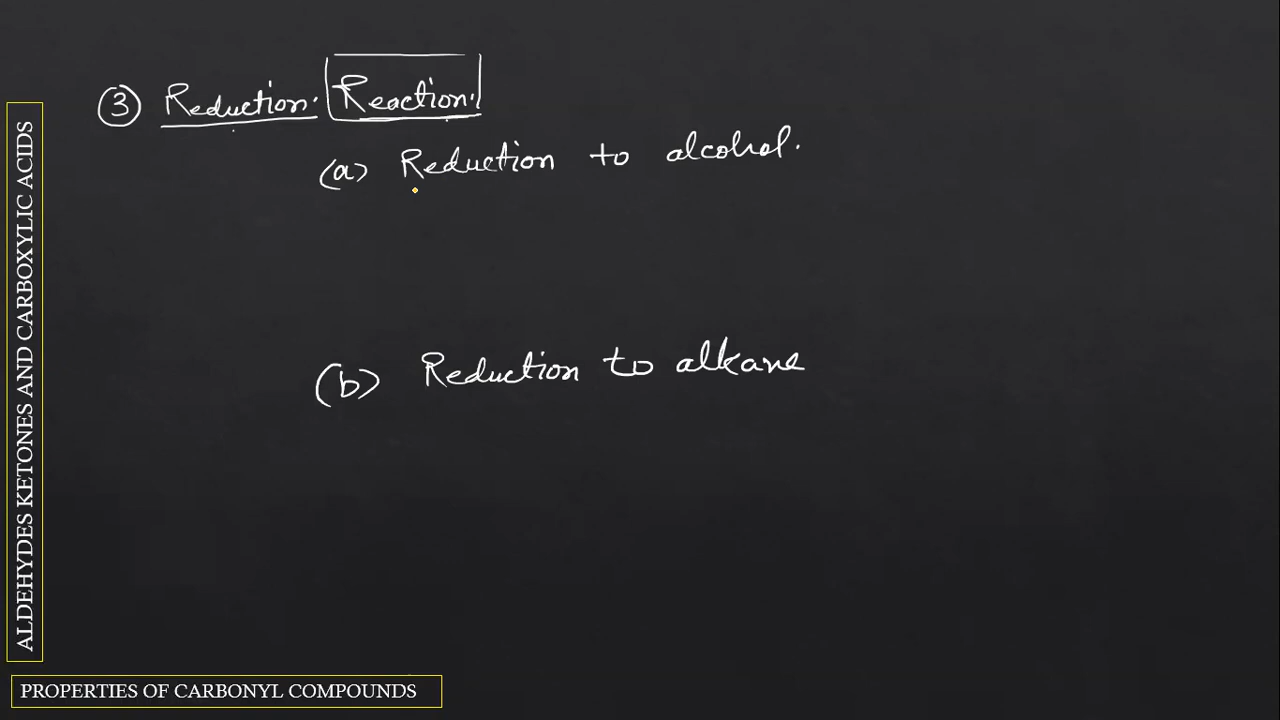 ③ Reduction. Reaction.
(a) Reduction to alcohol.
(b) Reduction to alkane
ALDEHYDES KETONES AND CARBOXYLIC ACIDS
PROPERTIES OF CARBONYL COMPOUNDS